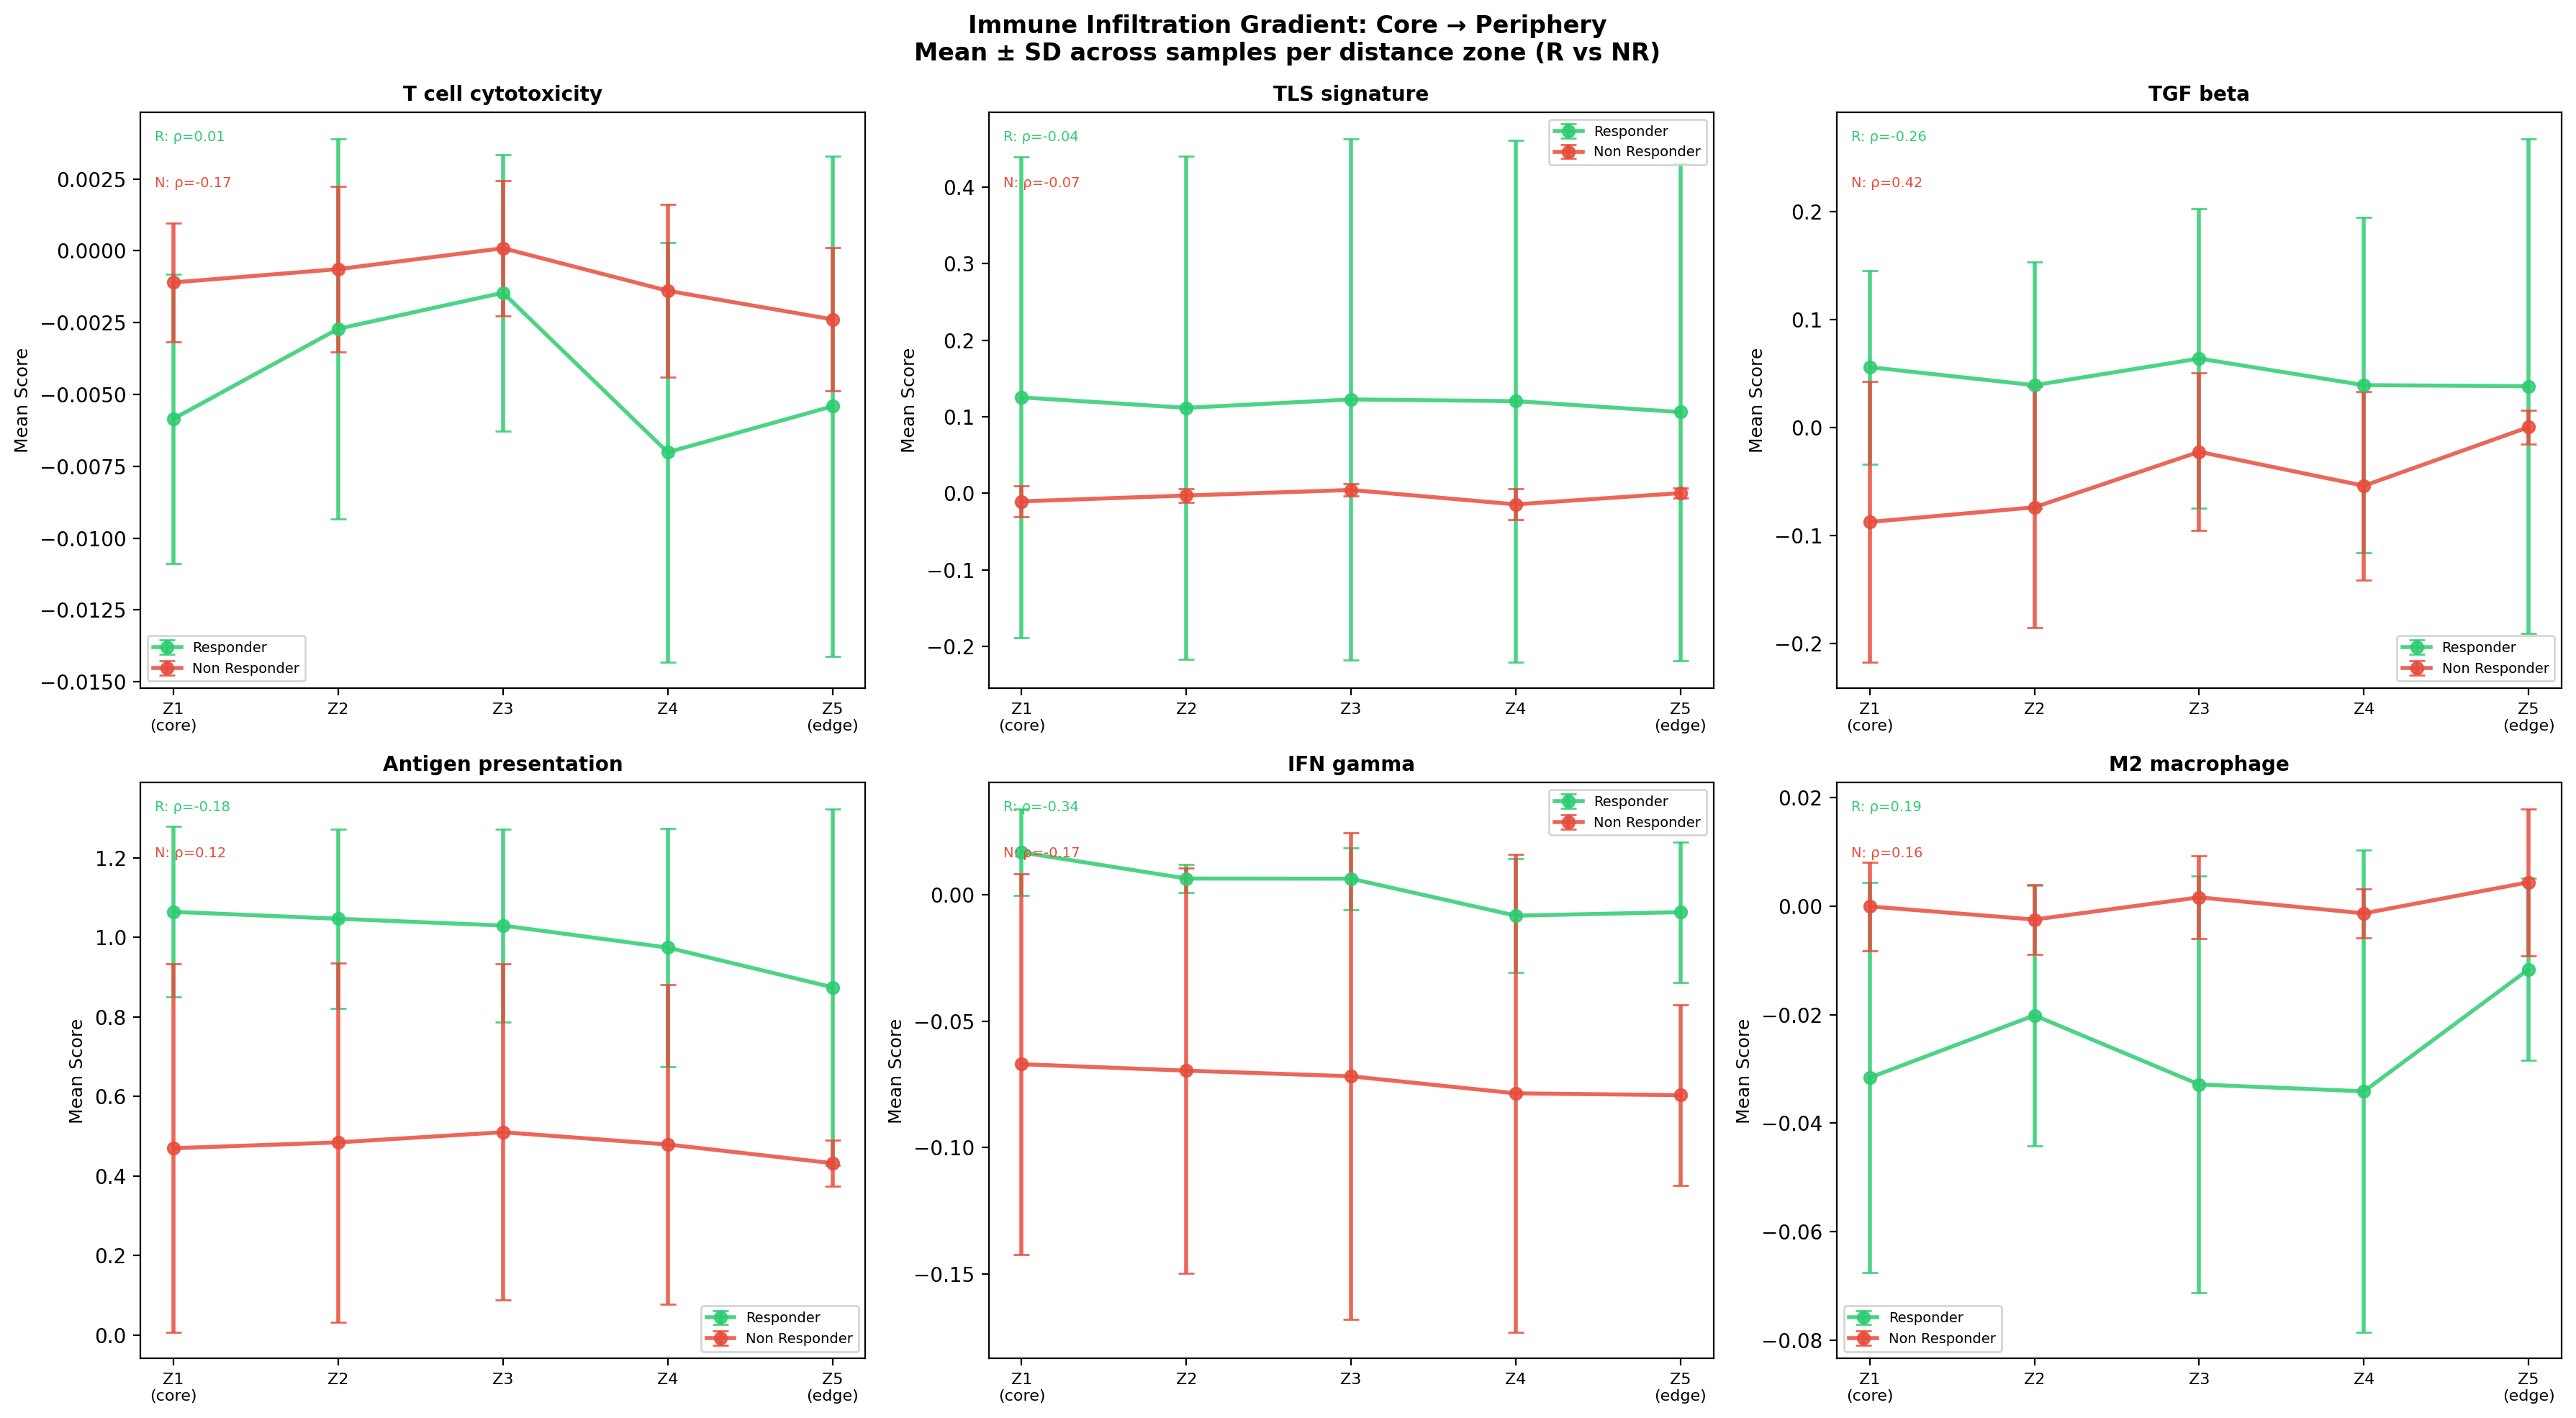 Immune Infiltration Gradient: Core → Periphery
Mean ± SD across samples per distance zone (R vs NR)
T cell cytotoxicity
R: ρ=0.01
N: ρ=-0.17
Mean Score
0.0025
0.0000
−0.0025
−0.0050
−0.0075
−0.0100
−0.0125
−0.0150
Responder
Non Responder
Z1
(core)
Z2
Z3
Z4
Z5
(edge)
TLS signature
R: ρ=-0.04
N: ρ=-0.07
Mean Score
0.4
0.3
0.2
0.1
0.0
−0.1
−0.2
Responder
Non Responder
Z1
(core)
Z2
Z3
Z4
Z5
(edge)
TGF beta
R: ρ=-0.26
N: ρ=0.42
Mean Score
0.2
0.1
0.0
−0.1
−0.2
Responder
Non Responder
Z1
(core)
Z2
Z3
Z4
Z5
(edge)
Antigen presentation
R: ρ=-0.18
N: ρ=0.12
Mean Score
1.2
1.0
0.8
0.6
0.4
0.2
0.0
Responder
Non Responder
Z1
(core)
Z2
Z3
Z4
Z5
(edge)
IFN gamma
R: ρ=-0.34
N: ρ=-0.17
Mean Score
0.00
−0.05
−0.10
−0.15
Responder
Non Responder
Z1
(core)
Z2
Z3
Z4
Z5
(edge)
M2 macrophage
R: ρ=0.19
N: ρ=0.16
Mean Score
0.02
0.00
−0.02
−0.04
−0.06
−0.08
Responder
Non Responder
Z1
(core)
Z2
Z3
Z4
Z5
(edge)